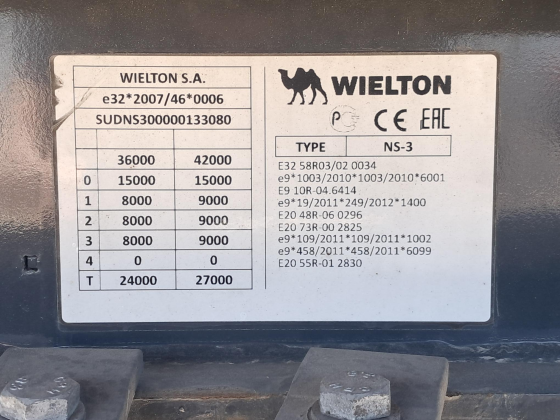 WIELTON S.A.
e32*2007/46*0006
SUDNS300000133080
36000 42000
0 15000 15000
1 8000 9000
2 8000 9000
3 8000 9000
4 0 0
T 24000 27000
WIELTON
CE EAC
TYPE NS-3
E32 58R03/02 0034
e9*1003/2010*1003/2010*6001
E9 10R-04.6414
e9*19/2011*249/2012*1400
E20 48R-06 0296
E20 73R-00 2825
e9*109/2011*109/2011*1002
e9*458/2011*458/2011*6099
E20 55R-01 2830